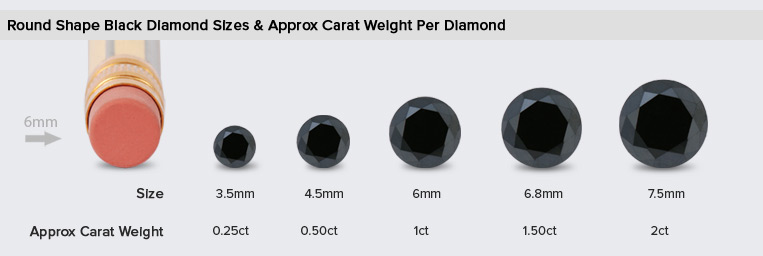 Round Shape Black Diamond Sizes & Approx Carat Weight Per Diamond
6mm
Size 3.5mm 4.5mm 6mm 6.8mm 7.5mm
Approx Carat Weight 0.25ct 0.50ct 1ct 1.50ct 2ct